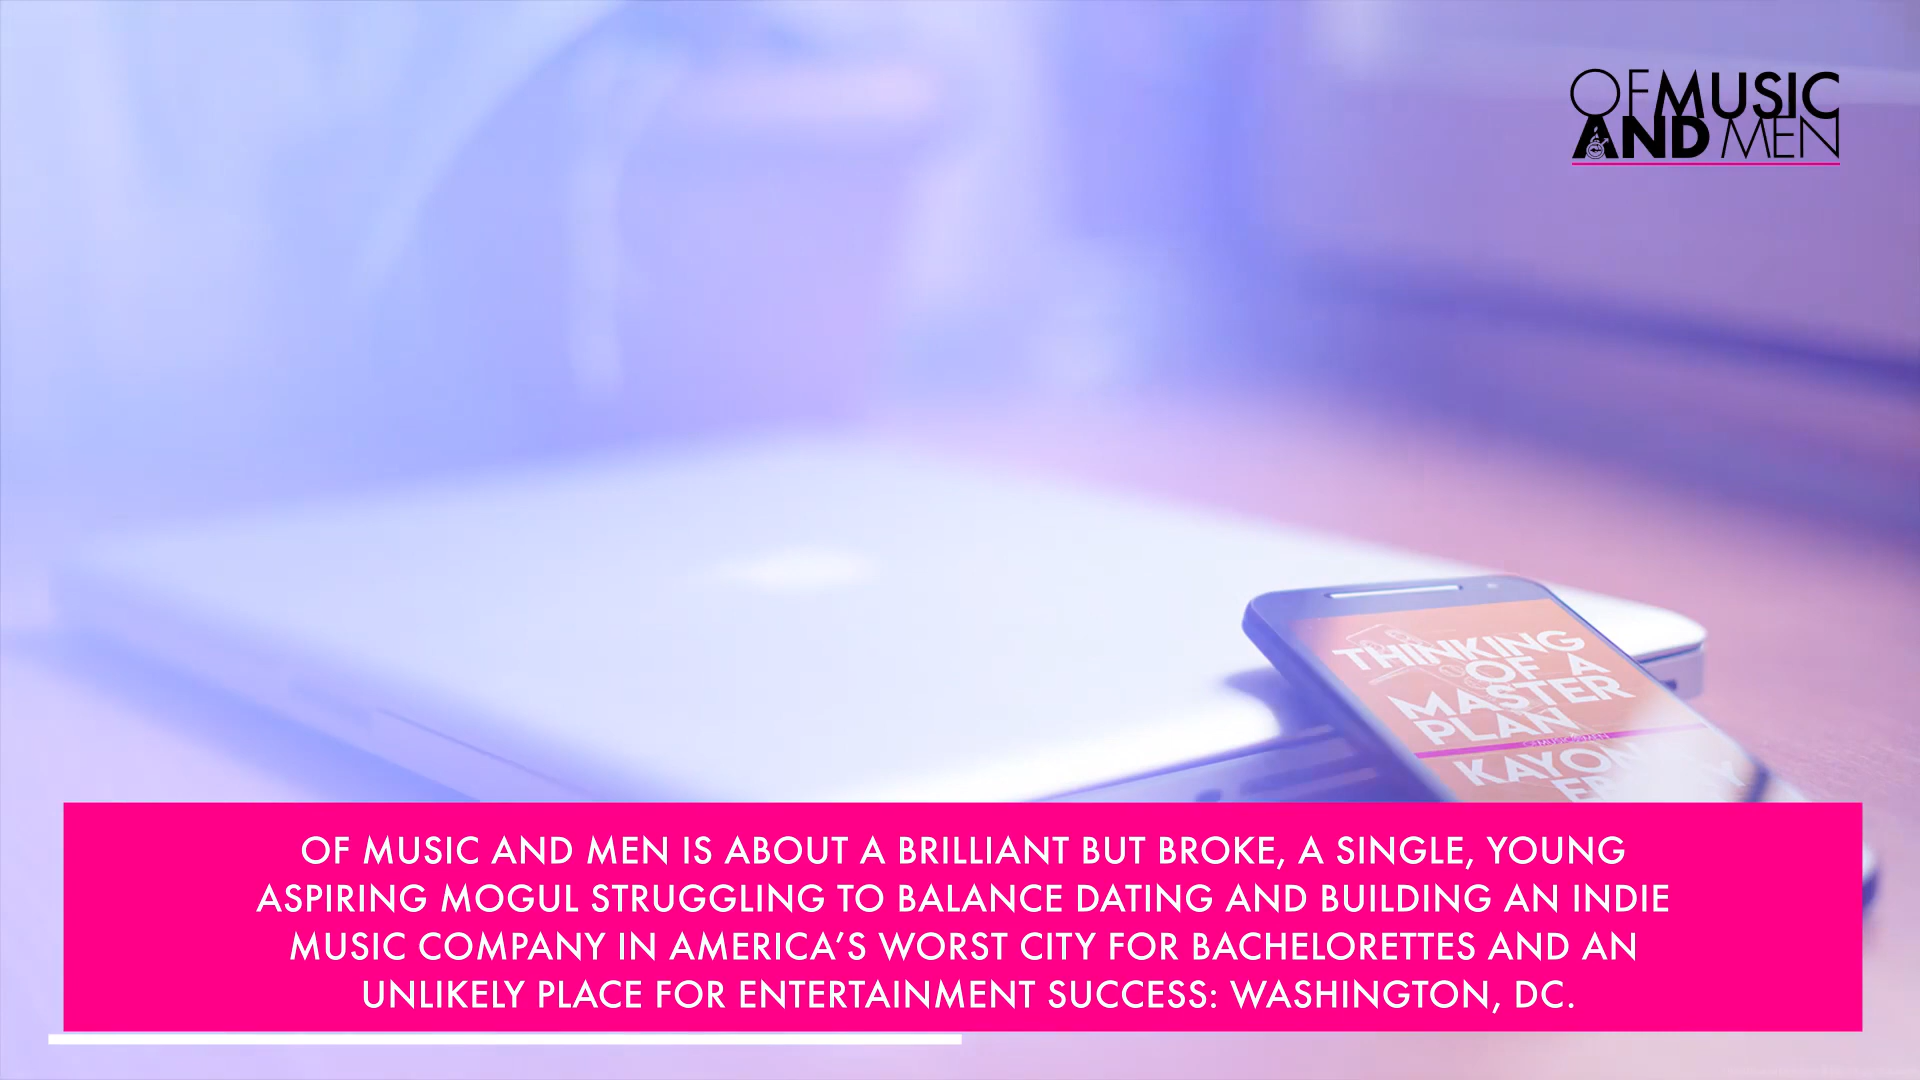 OF MUSIC
AND MEN
THINKING
OF A
MASTER
PLAN
OF MUSIC AND MEN IS ABOUT A BRILLIANT BUT BROKE, A SINGLE, YOUNG
ASPIRING MOGUL STRUGGLING TO BALANCE DATING AND BUILDING AN INDIE
MUSIC COMPANY IN AMERICA’S WORST CITY FOR BACHELORETTES AND AN
UNLIKELY PLACE FOR ENTERTAINMENT SUCCESS: WASHINGTON, DC.